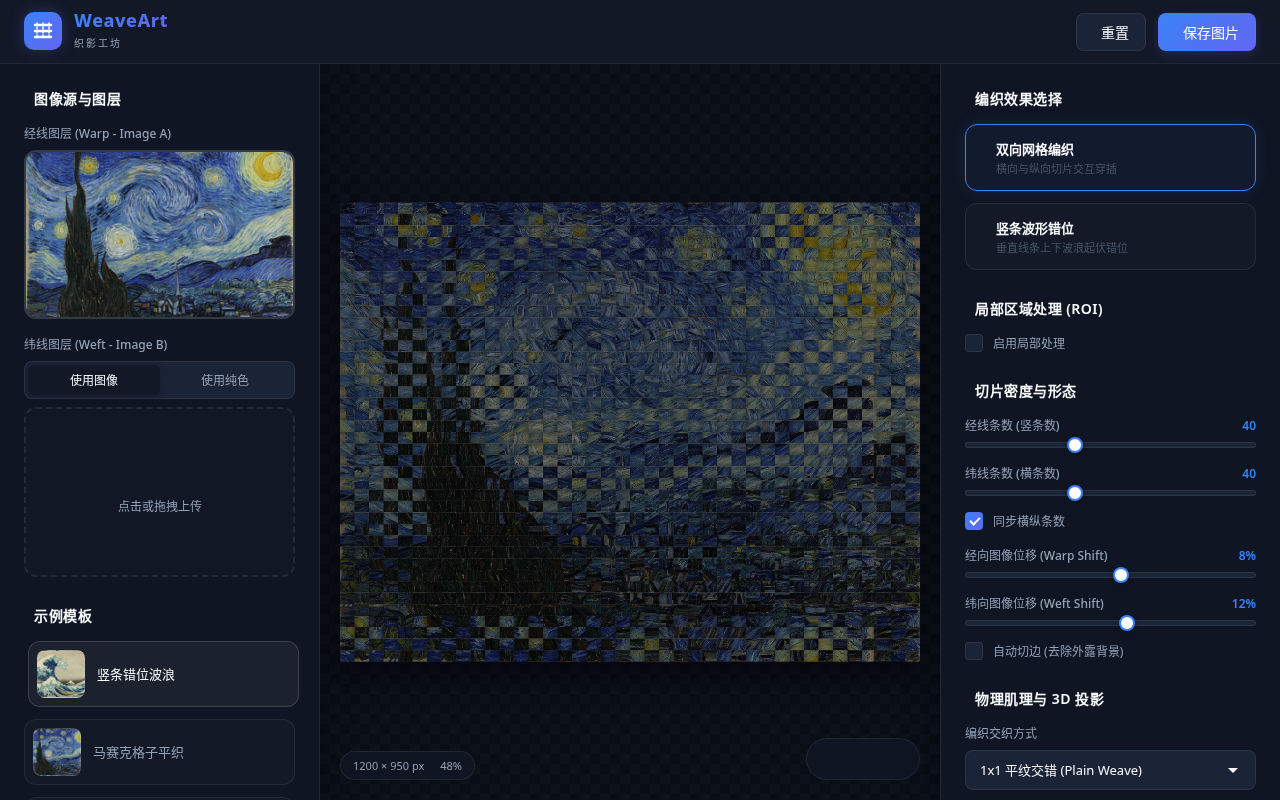 WeaveArt
织影工坊
重置
保存图片
图像源与图层
经线图层 (Warp - Image A)
纬线图层 (Weft - Image B)
使用图像
使用纯色
点击或拖拽上传
示例模板
竖条错位波浪
马赛克格子平织
1200 × 950 px
48%
编织效果选择
双向网格编织
横向与纵向切片交互穿插
竖条波形错位
垂直线条上下波浪起伏错位
局部区域处理 (ROI)
启用局部处理
切片密度与形态
经线条数 (竖条数)
40
纬线条数 (横条数)
40
同步横纵条数
经向图像位移 (Warp Shift)
8%
纬向图像位移 (Weft Shift)
12%
自动切边 (去除外露背景)
物理肌理与 3D 投影
编织交织方式
1x1 平纹交错 (Plain Weave)